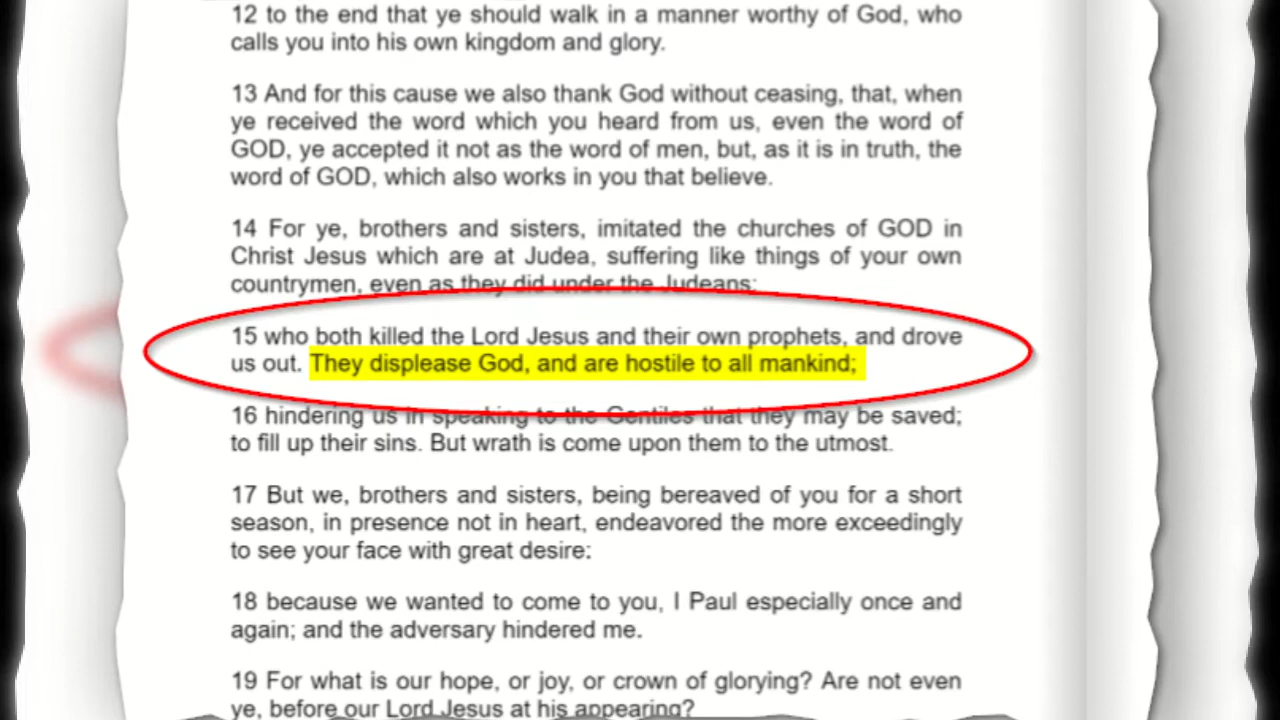 12 to the end that ye should walk in a manner worthy of God, who
calls you into his own kingdom and glory.
13 And for this cause we also thank God without ceasing, that, when
ye received the word which you heard from us, even the word of
GOD, ye accepted it not as the word of men, but, as it is in truth, the
word of GOD, which also works in you that believe.
14 For ye, brothers and sisters, imitated the churches of GOD in
Christ Jesus which are at Judea, suffering like things of your own
countrymen, even as they did under the Judeans;
15 who both killed the Lord Jesus and their own prophets, and drove
us out. They displease God, and are hostile to all mankind;
16 hindering us in speaking to the Gentiles that they may be saved;
to fill up their sins. But wrath is come upon them to the utmost.
17 But we, brothers and sisters, being bereaved of you for a short
season, in presence not in heart, endeavored the more exceedingly
to see your face with great desire:
18 because we wanted to come to you, I Paul especially once and
again; and the adversary hindered me.
19 For what is our hope, or joy, or crown of glorying? Are not even
ye, before our Lord Jesus at his appearing?